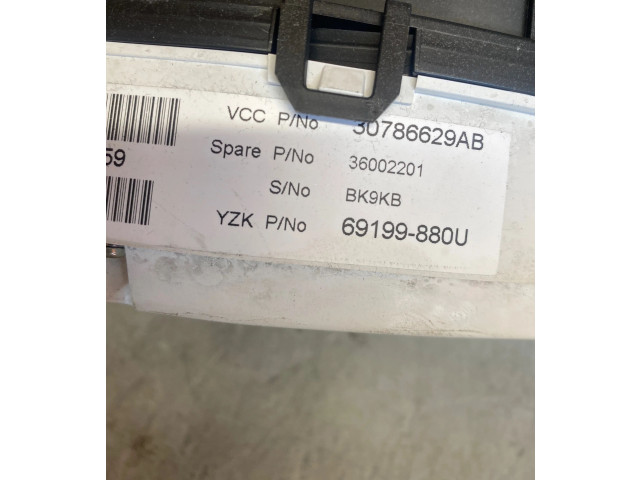 VCC P/No 30786629AB
Spare P/No 36002201
59
S/No BK9KB
YZK P/No 69199-880U